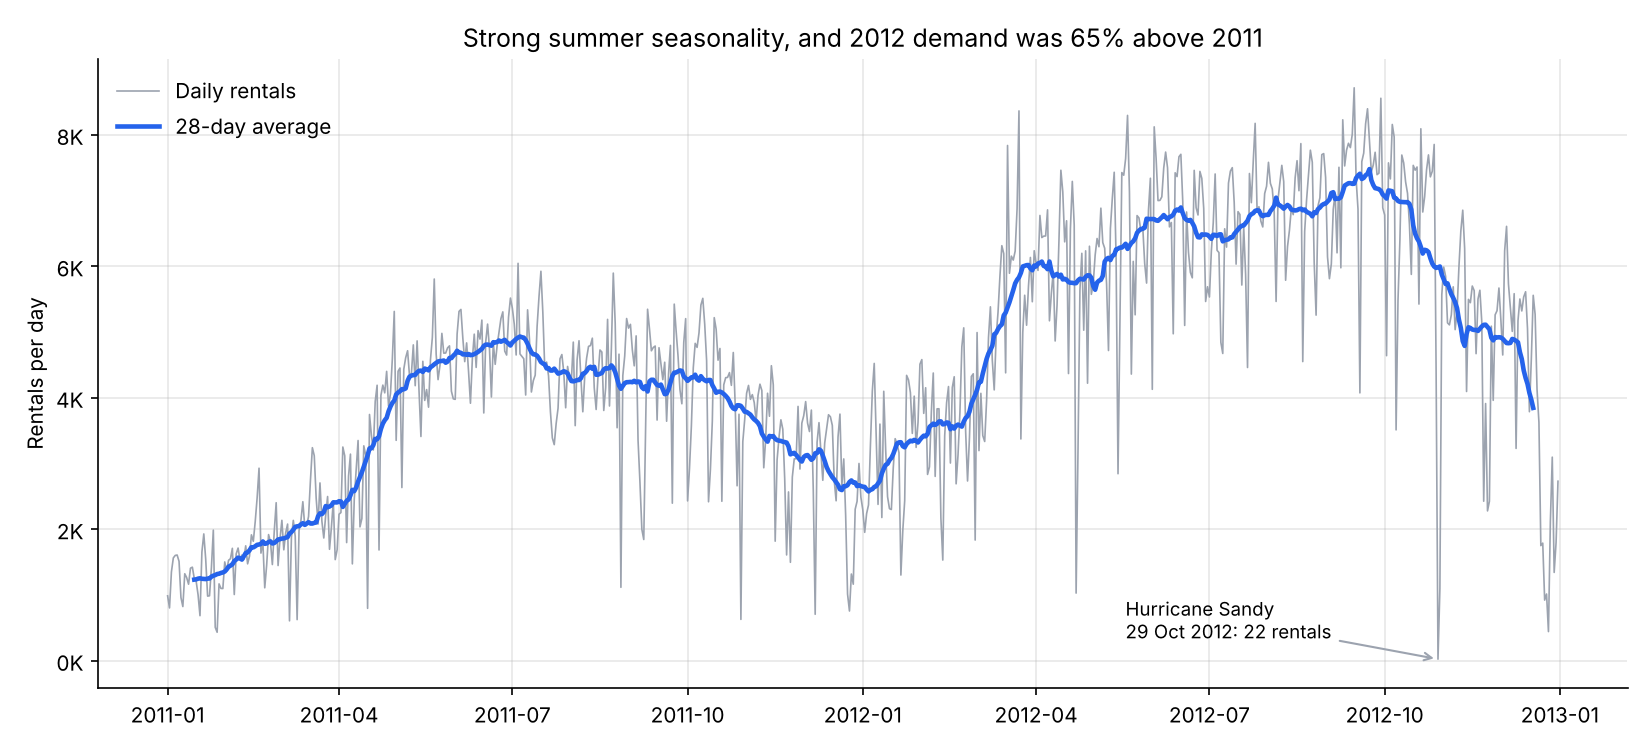 Strong summer seasonality, and 2012 demand was 65% above 2011
Daily rentals
28-day average
Rentals per day
8K
6K
4K
2K
0K
Hurricane Sandy
29 Oct 2012: 22 rentals
2011-01
2011-04
2011-07
2011-10
2012-01
2012-04
2012-07
2012-10
2013-01